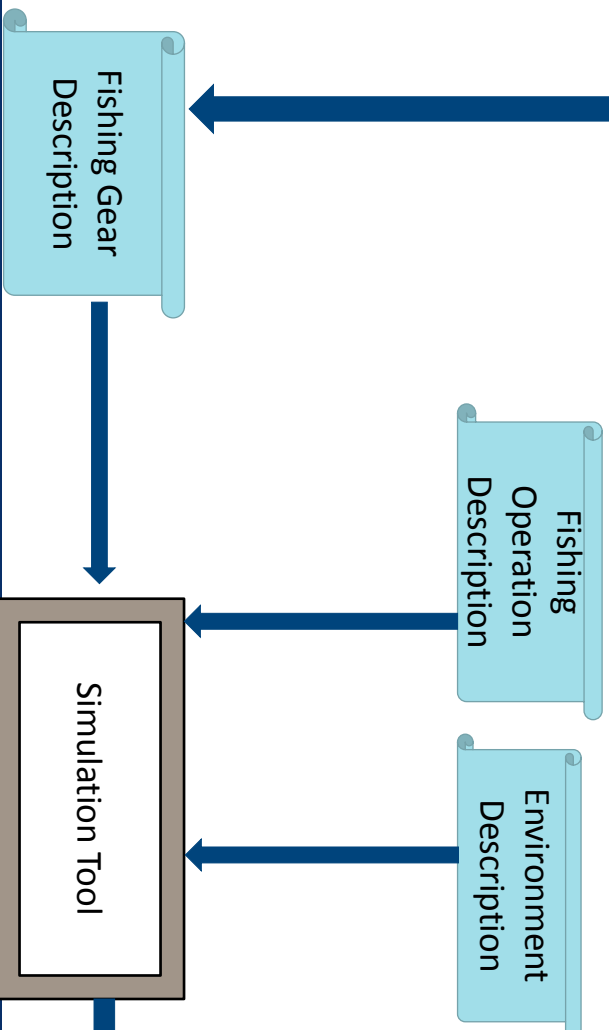 Fishing Gear
Description
Fishing
Operation
Description
Environment
Description
Simulation Tool